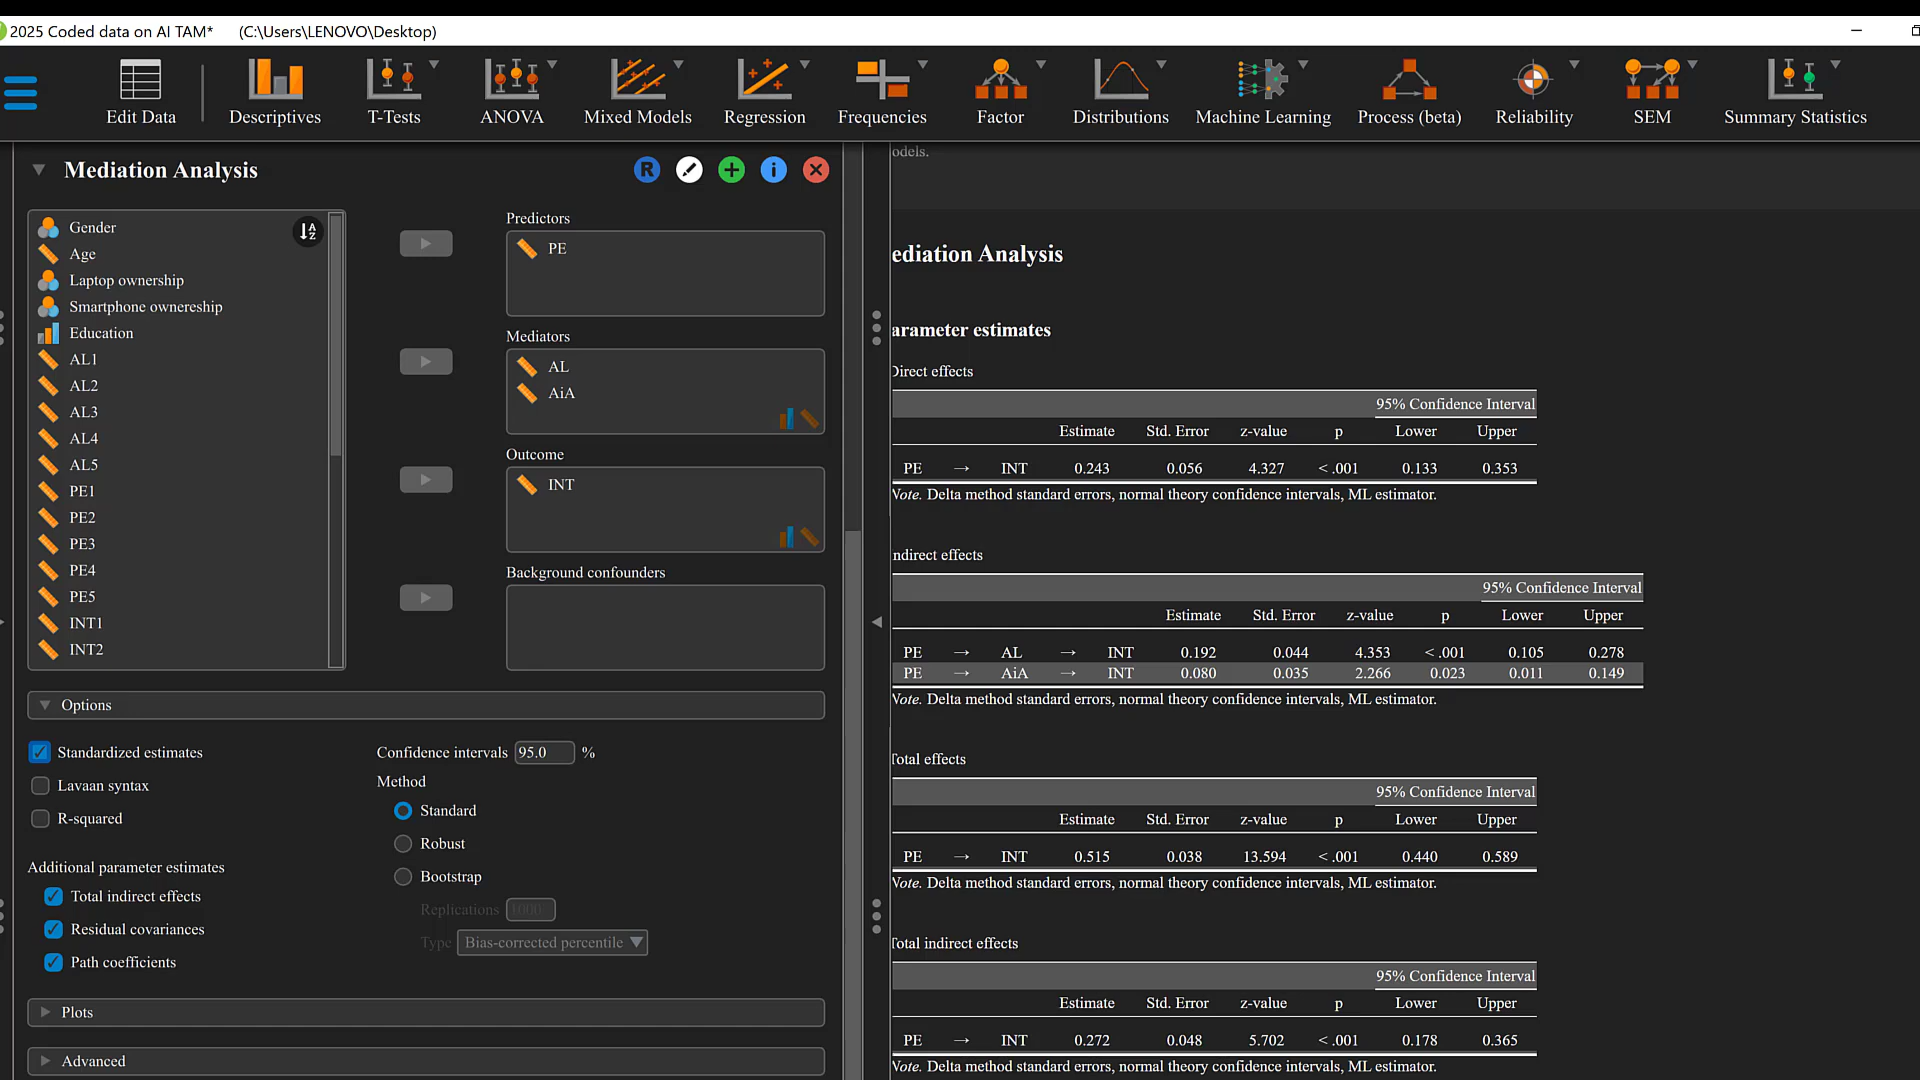 2025 Coded data on AI TAM* (C:\Users\LENOVO\Desktop)
Edit Data
Descriptives
T-Tests
ANOVA
Mixed Models
Regression
Frequencies
Factor
Distributions
Machine Learning
Process (beta)
Reliability
SEM
Summary Statistics
Mediation Analysis
R
i
Gender
Age
Laptop ownership
Smartphone ownereship
Education
AL1
AL2
AL3
AL4
AL5
PE1
PE2
PE3
PE4
PE5
INT1
INT2
A
Z
Predictors
PE
Mediators
AL
AiA
Outcome
INT
Background confounders
Options
Standardized estimates
Lavaan syntax
R-squared
Additional parameter estimates
Total indirect effects
Residual covariances
Path coefficients
Confidence intervals 95.0 %
Method
Standard
Robust
Bootstrap
Replications 1000
Type Bias-corrected percentile
Plots
Advanced
odels.
ediation Analysis
arameter estimates
Direct effects
95% Confidence Interval
Estimate Std. Error z-value p Lower Upper
PE → INT 0.243 0.056 4.327 < .001 0.133 0.353
Note. Delta method standard errors, normal theory confidence intervals, ML estimator.
ndirect effects
95% Confidence Interval
Estimate Std. Error z-value p Lower Upper
PE → AL → INT 0.192 0.044 4.353 < .001 0.105 0.278
PE → AiA → INT 0.080 0.035 2.266 0.023 0.011 0.149
Note. Delta method standard errors, normal theory confidence intervals, ML estimator.
Total effects
95% Confidence Interval
Estimate Std. Error z-value p Lower Upper
PE → INT 0.515 0.038 13.594 < .001 0.440 0.589
Note. Delta method standard errors, normal theory confidence intervals, ML estimator.
Total indirect effects
95% Confidence Interval
Estimate Std. Error z-value p Lower Upper
PE → INT 0.272 0.048 5.702 < .001 0.178 0.365
Note. Delta method standard errors, normal theory confidence intervals, ML estimator.